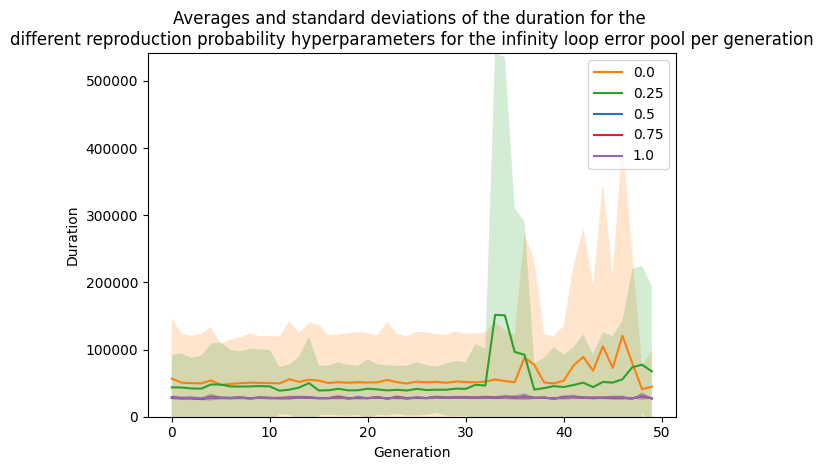 Averages and standard deviations of the duration for the
different reproduction probability hyperparameters for the infinity loop error pool per generation
500000
400000
300000
200000
100000
0
Duration
0.0
0.25
0.5
0.75
1.0
0 10 20 30 40 50
Generation